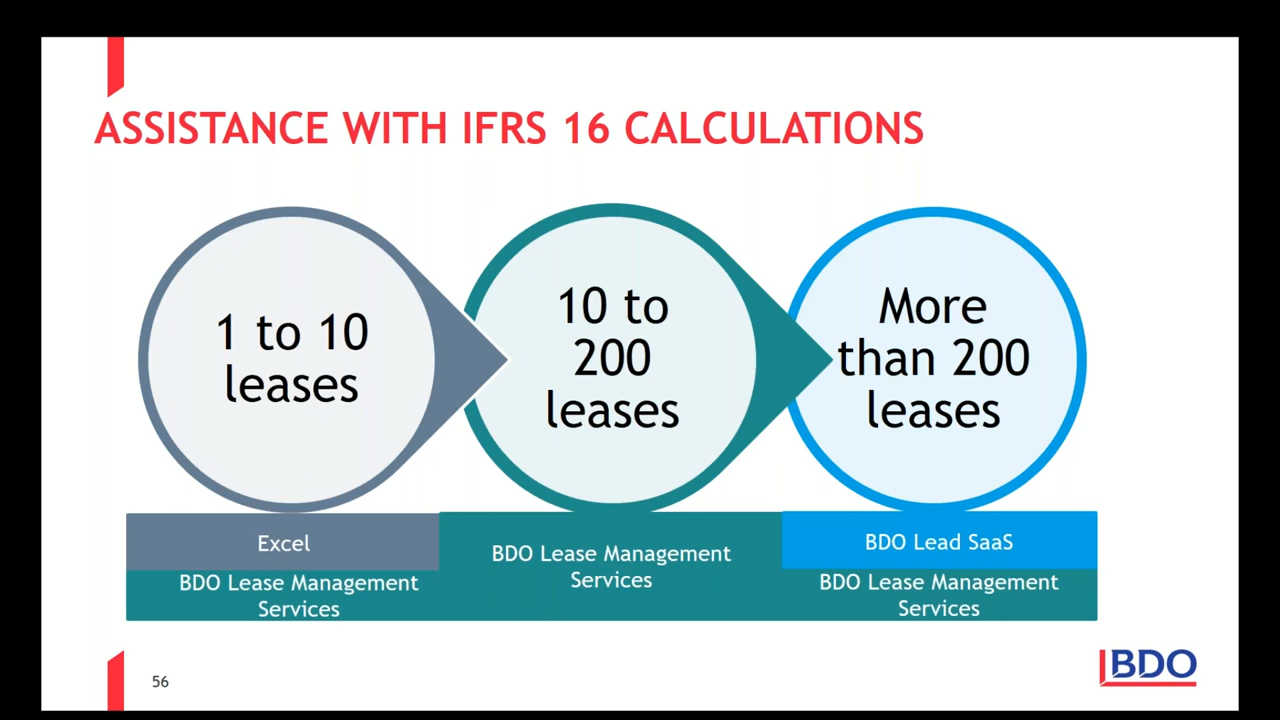 ASSISTANCE WITH IFRS 16 CALCULATIONS
1 to 10
leases
10 to
200
leases
More
than 200
leases
Excel
BDO Lease Management
Services
BDO Lease Management
Services
BDO Lead SaaS
BDO Lease Management
Services
56
BDO